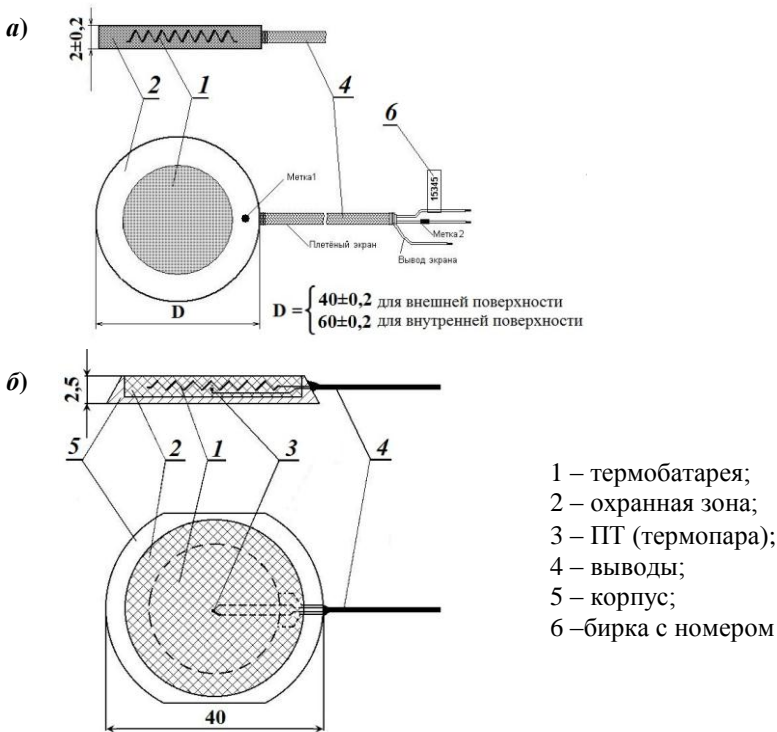 а)
2±0,2
2
1
4
6
15345
Метка1
Метка2
Плетёный экран
Вывод экрана
D
D = { 40±0,2 для внешней поверхности
60±0,2 для внутренней поверхности
б)
2,5
5
2
1
3
4
1 – термобатарея;
2 – охранная зона;
3 – ПТ (термопара);
4 – выводы;
5 – корпус;
6 –бирка с номером
40